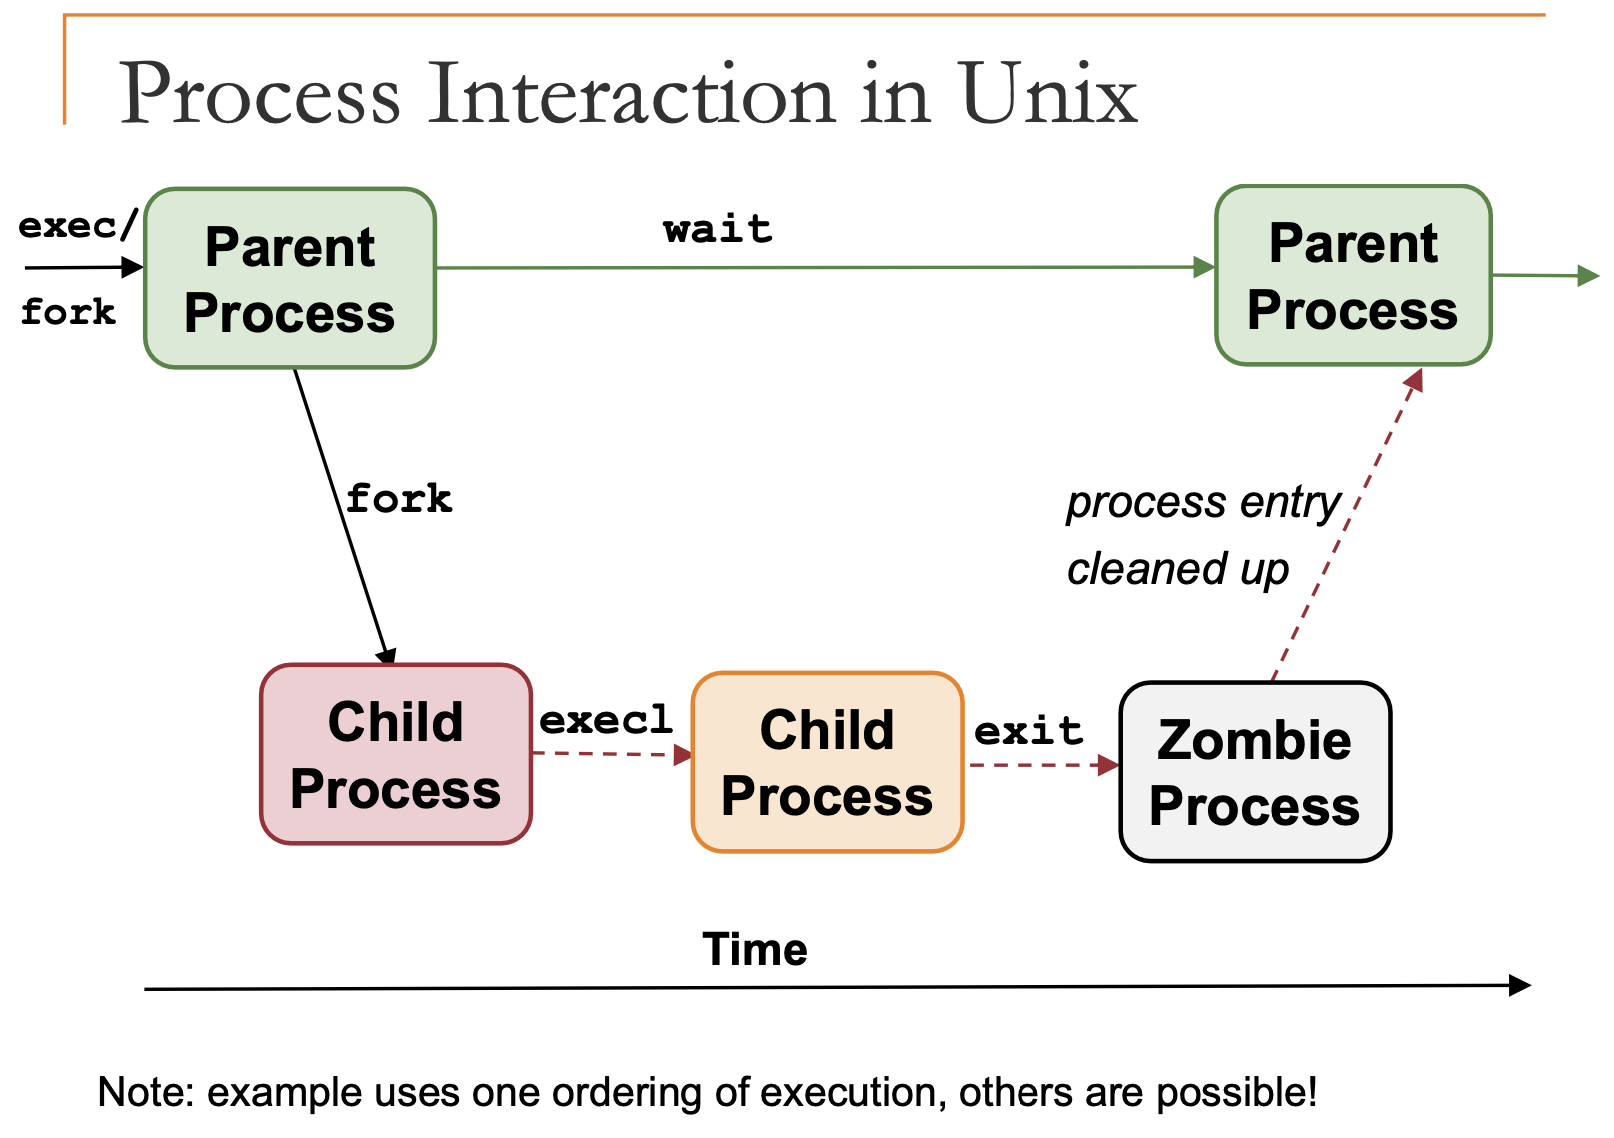 Process Interaction in Unix
exec/
fork
Parent
Process
wait
Parent
Process
fork
process entry
cleaned up
Child
Process
execl
Child
Process
exit
Zombie
Process
Time
Note: example uses one ordering of execution, others are possible!